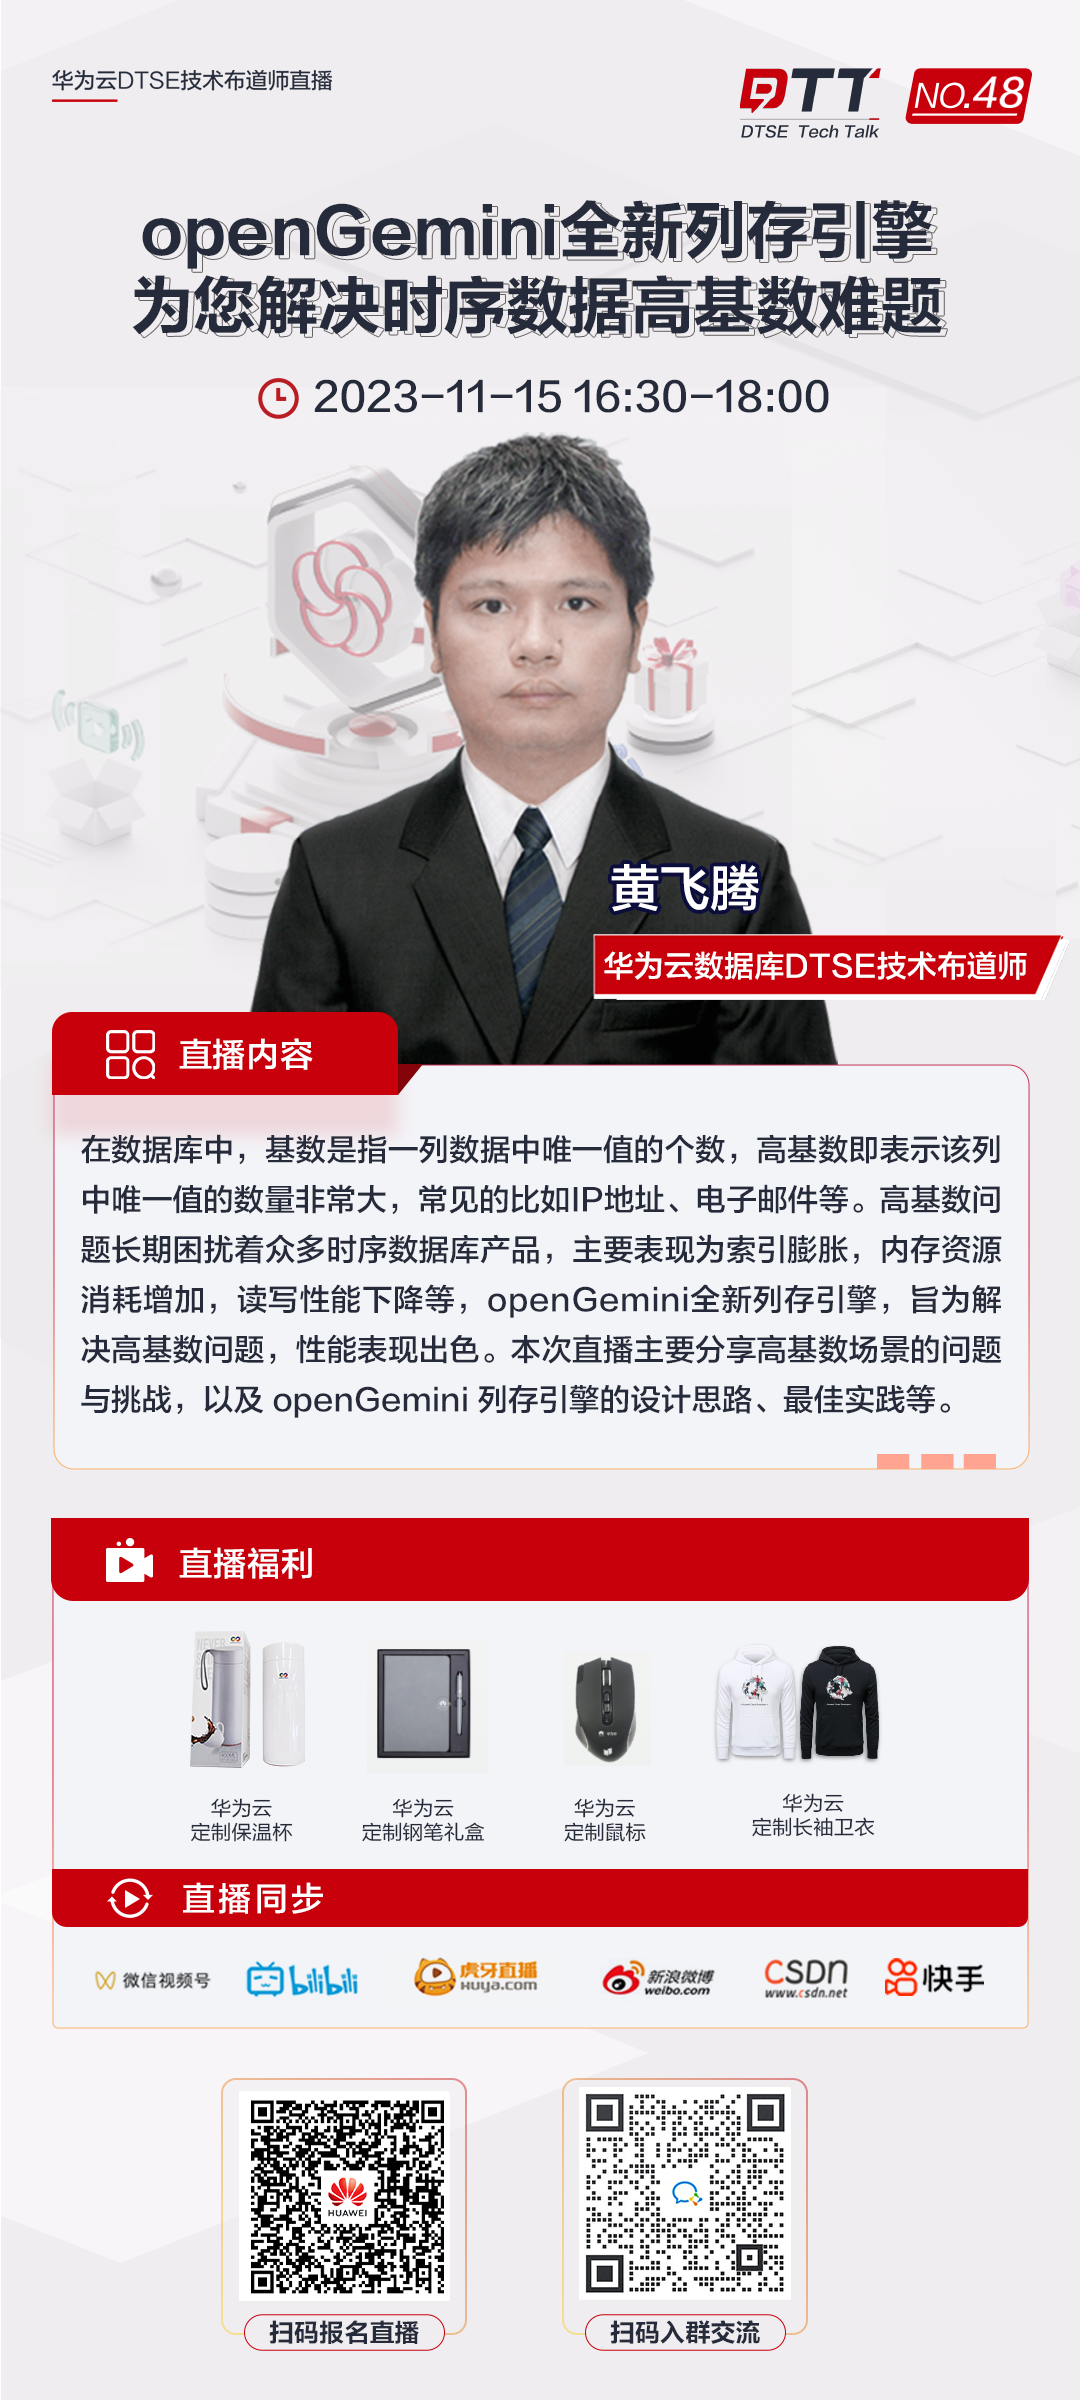 华为云DTSE技术布道师直播
DTT
DTSE Tech Talk
NO.48
openGemini全新列存引擎
为您解决时序数据高基数难题
2023-11-15 16:30-18:00
黄飞腾
华为云数据库DTSE技术布道师
直播内容
在数据库中，基数是指一列数据中唯一值的个数，高基数即表示该列
中唯一值的数量非常大，常见的比如IP地址、电子邮件等。高基数问
题长期困扰着众多时序数据库产品，主要表现为索引膨胀，内存资源
消耗增加，读写性能下降等，openGemini全新列存引擎，旨为解
决高基数问题，性能表现出色。本次直播主要分享高基数场景的问题
与挑战，以及 openGemini 列存引擎的设计思路、最佳实践等。
直播福利
NEVER
华为云
定制保温杯
华为云
定制钢笔礼盒
华为云
定制鼠标
华为云
定制长袖卫衣
直播同步
微信视频号
bilibili
虎牙直播
HUYA.com
新浪微博
weibo.com
CSDN
www.csdn.net
快手
HUAWEI
扫码报名直播
扫码入群交流